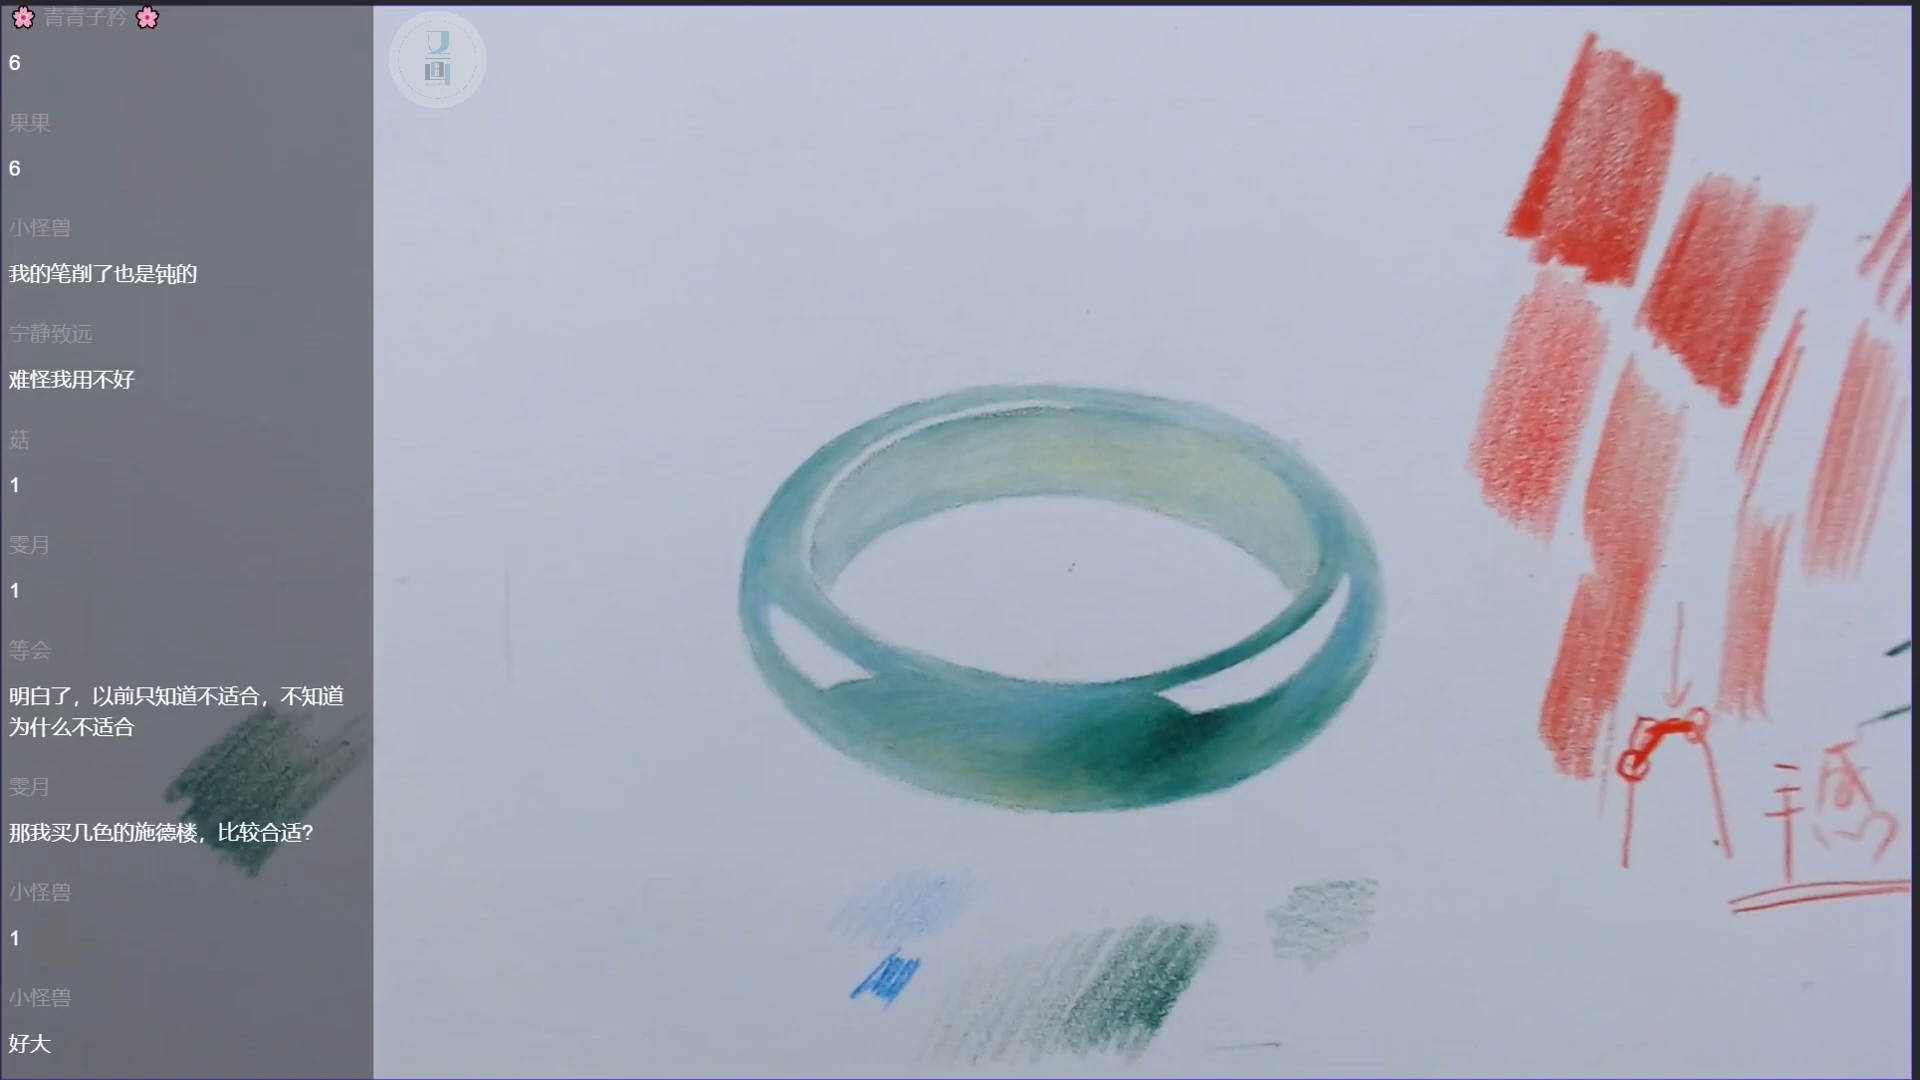 🌸 青青子矜 🌸
6
果果
6
小怪兽
我的笔削了也是钝的
宁静致远
难怪我用不好
菇
1
雯月
1
等会
明白了，以前只知道不适合，不知道
为什么不适合
雯月
那我买几色的施德楼，比较合适?
小怪兽
1
小怪兽
好大
手感